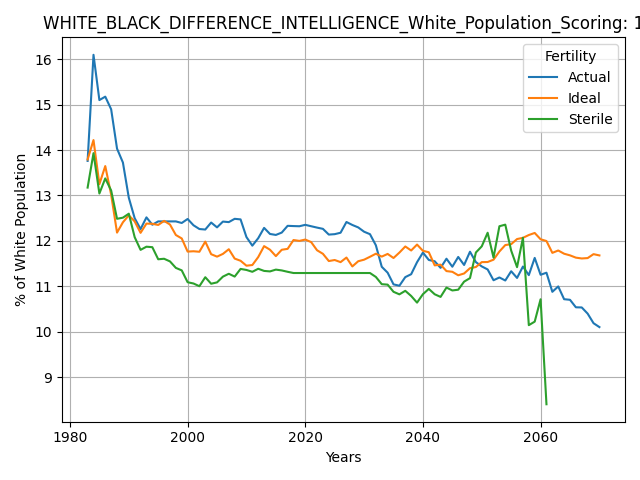 WHITE_BLACK_DIFFERENCE_INTELLIGENCE_White_Population_Scoring: 1
Fertility
Actual
Ideal
Sterile
% of White Population
16
15
14
13
12
11
10
9
1980 2000 2020 2040 2060
Years